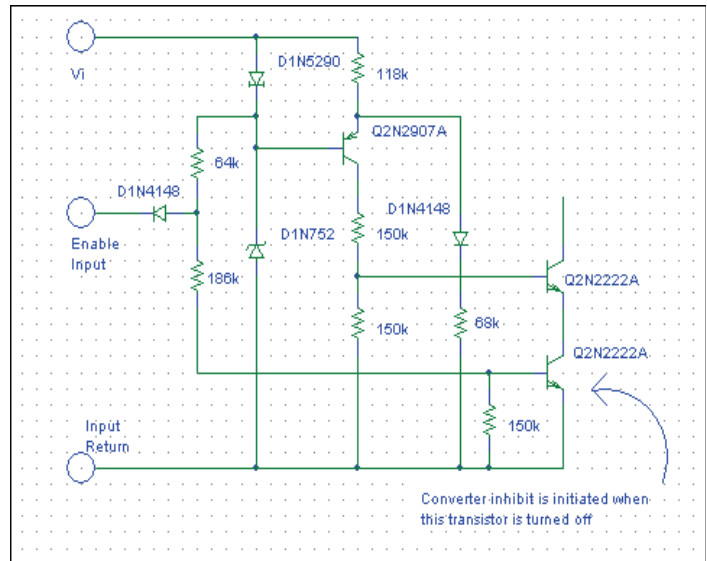 D1N5290
Vi
118k
Q2N2907A
64k
D1N4148
D1N4148
Enable
Input
D1N752
150k
186k
Q2N2222A
150k
68k
Q2N2222A
Input
Return
150k
Converter inhibit is initiated when
this transistor is turned off